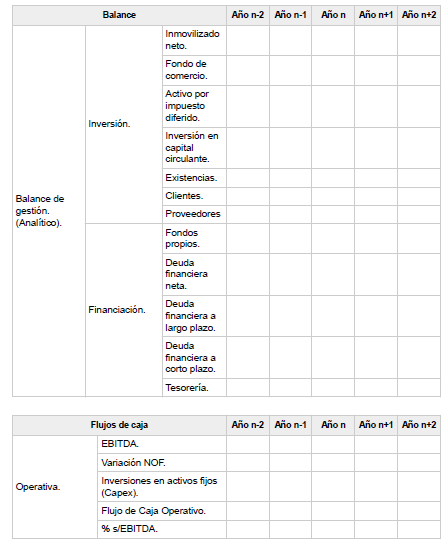 Balance Año n-2 Año n-1 Año n Año n+1 Año n+2
Balance de
gestión.
(Analítico).
Inversión.
Inmovilizado
neto.
Fondo de
comercio.
Activo por
impuesto
diferido.
Inversión en
capital
circulante.
Existencias.
Clientes.
Proveedores
Financiación.
Fondos
propios.
Deuda
financiera
neta.
Deuda
financiera a
largo plazo.
Deuda
financiera a
corto plazo.
Tesorería.
Flujos de caja Año n-2 Año n-1 Año n Año n+1 Año n+2
Operativa.
EBITDA.
Variación NOF.
Inversiones en activos fijos
(Capex).
Flujo de Caja Operativo.
% s/EBITDA.